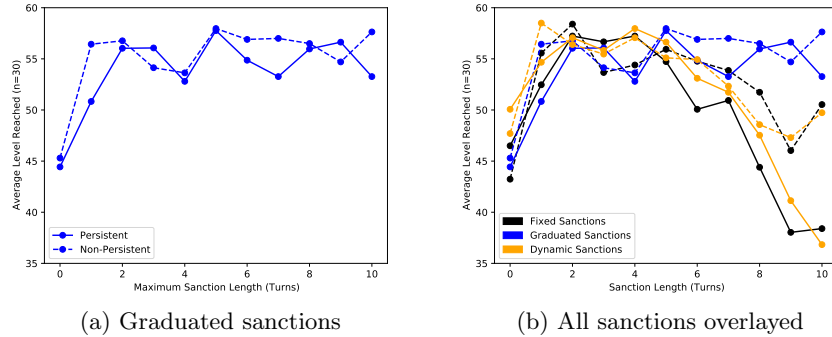 60
55
50
45
40
35
Average Level Reached (n=30)
Persistent
Non-Persistent
0 2 4 6 8 10
Maximum Sanction Length (Turns)
(a) Graduated sanctions
60
55
50
45
40
35
Average Level Reached (n=30)
Fixed Sanctions
Graduated Sanctions
Dynamic Sanctions
0 2 4 6 8 10
Sanction Length (Turns)
(b) All sanctions overlayed